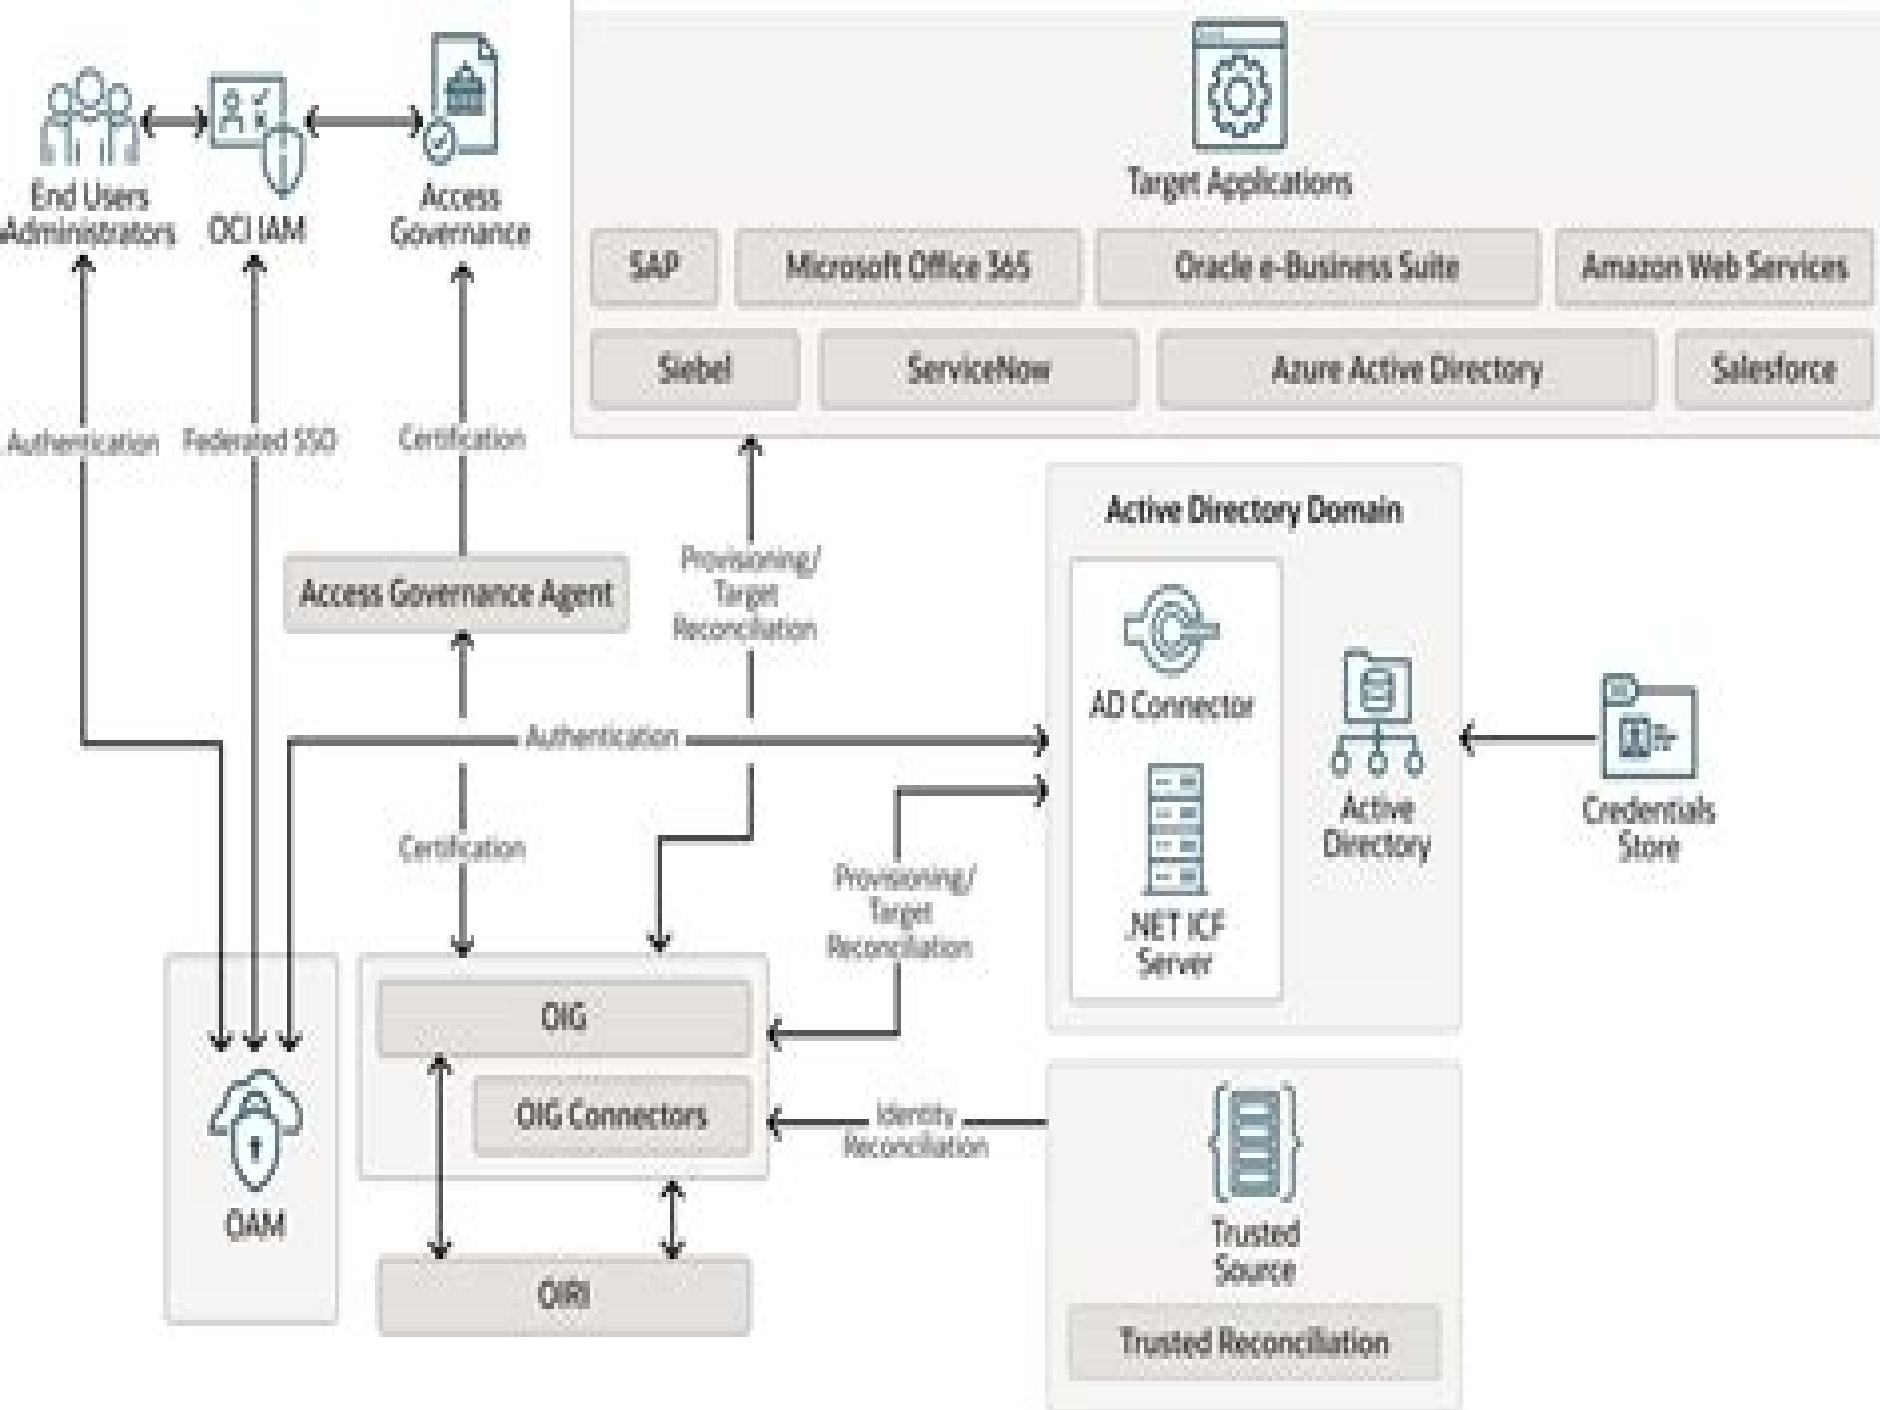 End Users
Administrators
OCI IAM
Access
Governance
Target Applications
SAP
Microsoft Office 365
Oracle e-Business Suite
Amazon Web Services
Siebel
ServiceNow
Azure Active Directory
Salesforce
Authentication
Federated SSO
Certification
Access Governance Agent
Provisioning/
Target
Reconciliation
Active Directory Domain
AD Connector
.NET ICF
Server
Active
Directory
Credentials
Store
Authentication
Certification
Provisioning/
Target
Reconciliation
OIG
OIG Connectors
Identity
Reconciliation
OAM
OIRI
Trusted
Source
Trusted Reconciliation